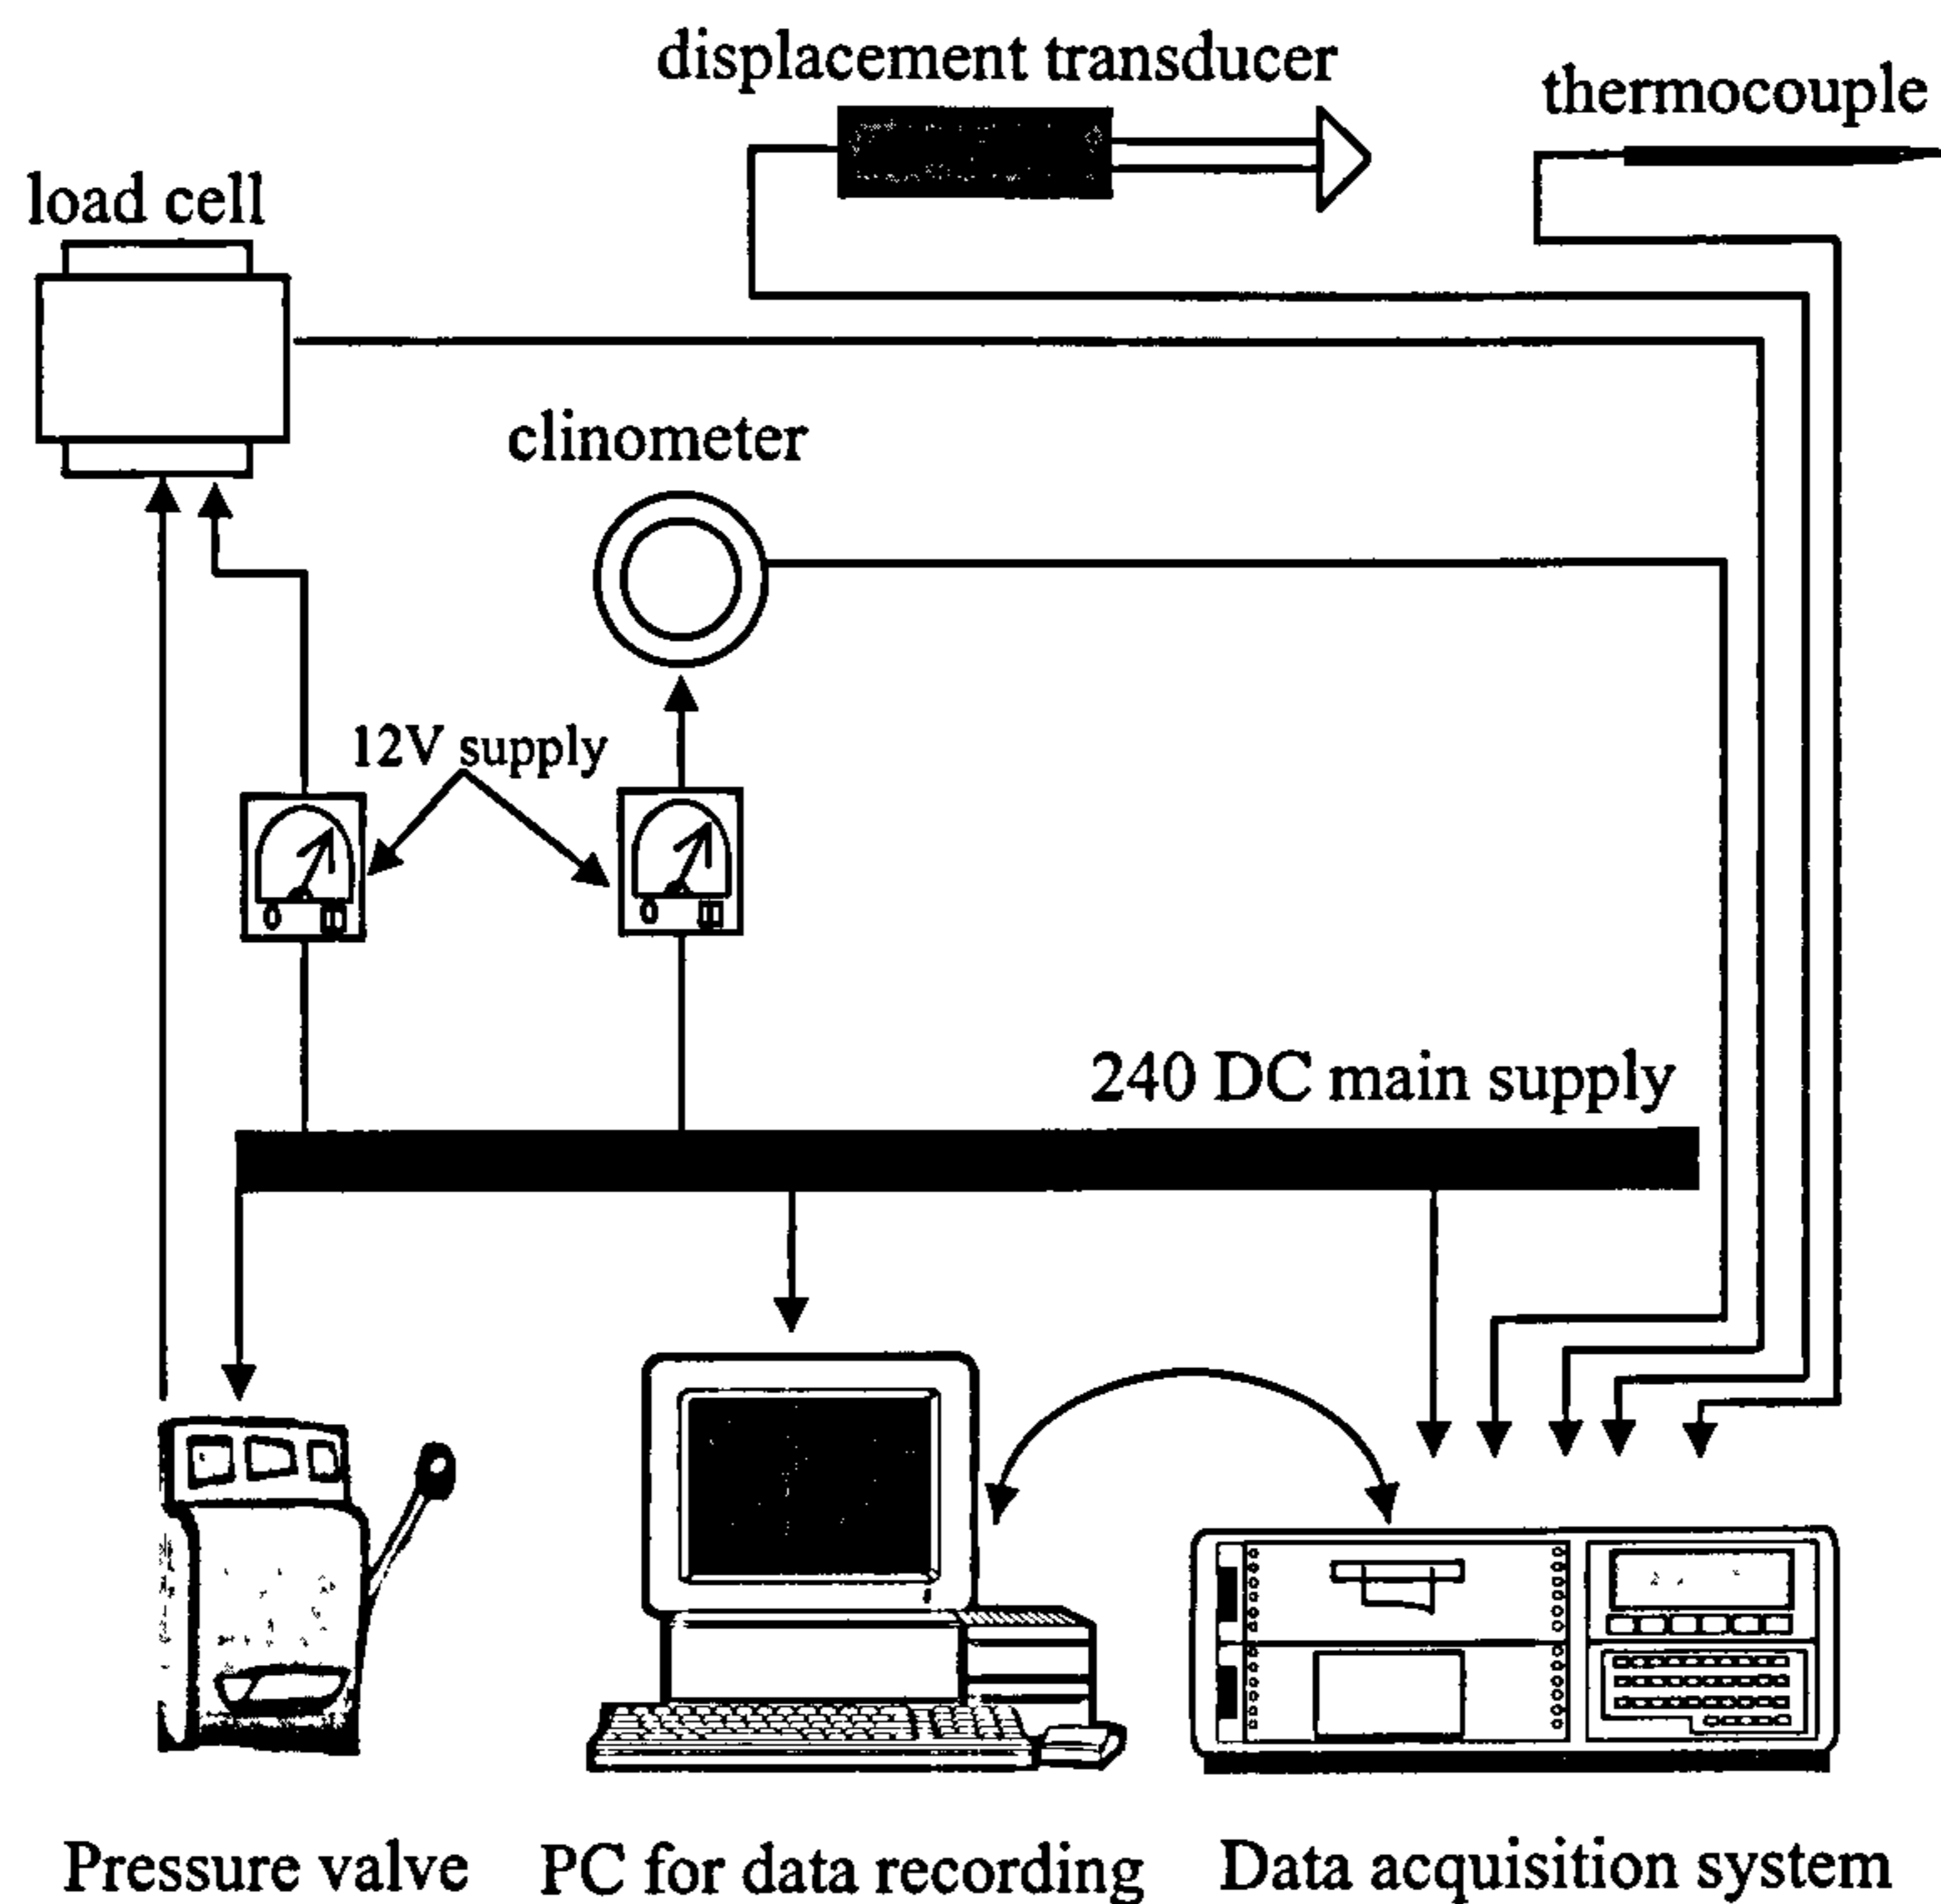 displacement transducer
thermocouple
load cell
clinometer
12V supply
240 DC main supply
Pressure valve
PC for data recording
Data acquisition system